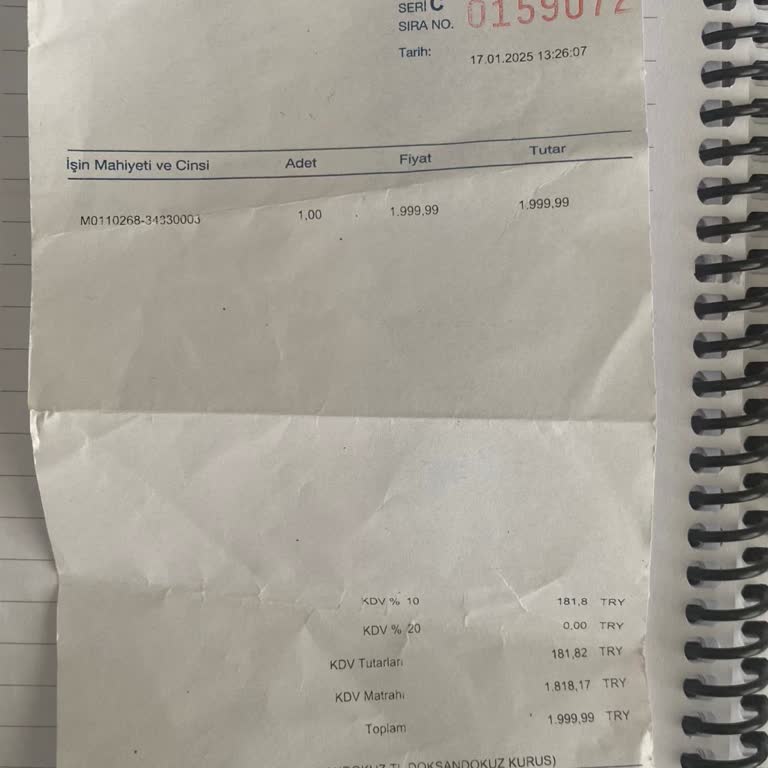 SERİ C
SIRA NO. 0159072
Tarih: 17.01.2025 13:26:07
İşin Mahiyeti ve Cinsi Adet Fiyat Tutar
M0110268-34330003 1,00 1.999,99 1.999,99
KDV % 10 181,8 TRY
KDV % 20 0,00 TRY
KDV Tutarları 181,82 TRY
KDV Matrahı 1.818,17 TRY
Toplam 1.999,99 TRY
TL DOKSANDOKUZ KURUS)